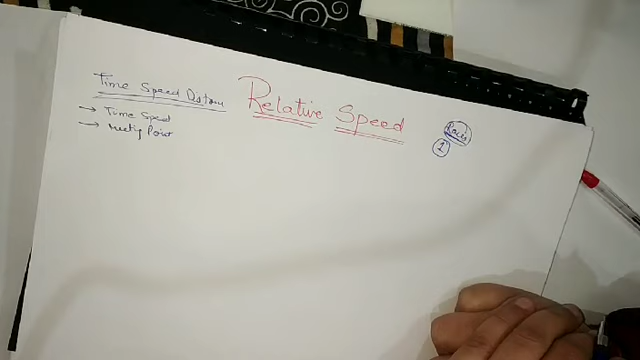 Time Speed Distance
→ Time Speed
→ Meeting Point
Relative Speed
Races
1